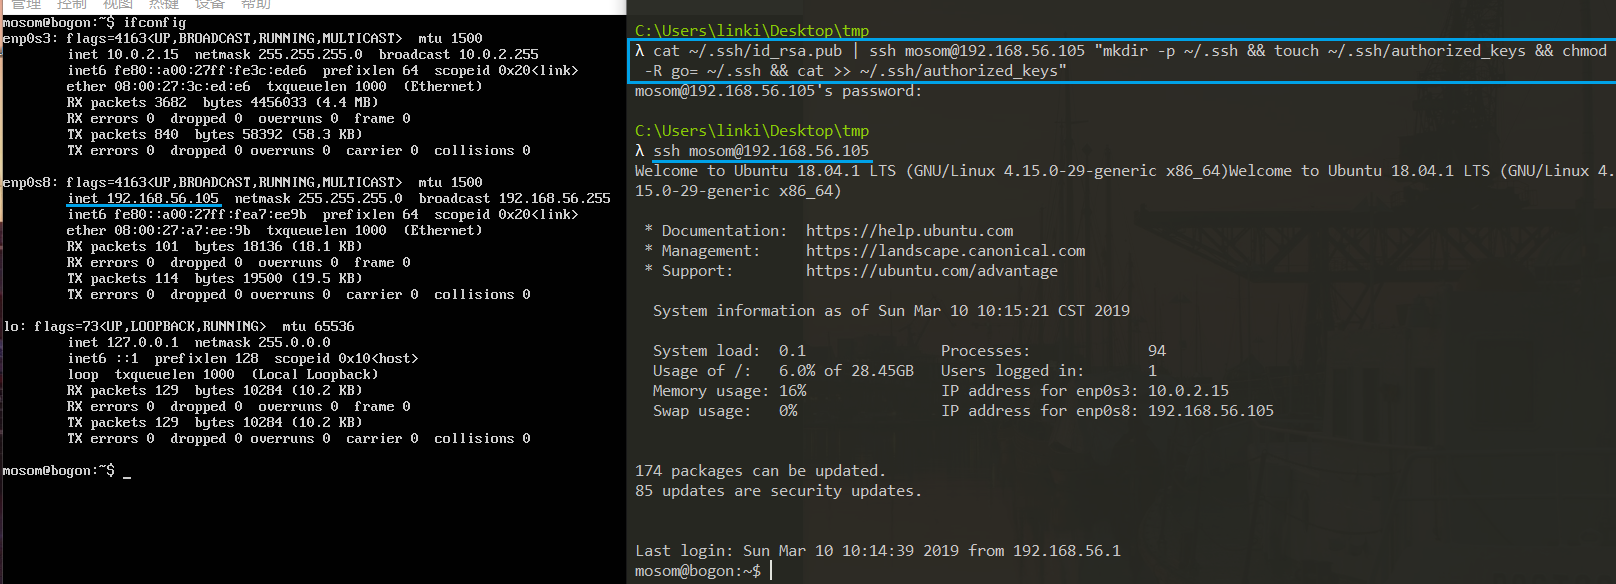 管理 控制 视图 热键 设备 帮助
mosom@bogon:~$ ifconfig
enp0s3: flags=4163<UP,BROADCAST,RUNNING,MULTICAST>  mtu 1500
        inet 10.0.2.15  netmask 255.255.255.0  broadcast 10.0.2.255
        inet6 fe80::a00:27ff:fe3c:ede6  prefixlen 64  scopeid 0x20<link>
        ether 08:00:27:3c:ed:e6  txqueuelen 1000  (Ethernet)
        RX packets 3682  bytes 4456033 (4.4 MB)
        RX errors 0  dropped 0  overruns 0  frame 0
        TX packets 840  bytes 58392 (58.3 KB)
        TX errors 0  dropped 0 overruns 0  carrier 0  collisions 0
enp0s8: flags=4163<UP,BROADCAST,RUNNING,MULTICAST>  mtu 1500
        inet 192.168.56.105  netmask 255.255.255.0  broadcast 192.168.56.255
        inet6 fe80::a00:27ff:fea7:ee9b  prefixlen 64  scopeid 0x20<link>
        ether 08:00:27:a7:ee:9b  txqueuelen 1000  (Ethernet)
        RX packets 101  bytes 18136 (18.1 KB)
        RX errors 0  dropped 0  overruns 0  frame 0
        TX packets 114  bytes 19500 (19.5 KB)
        TX errors 0  dropped 0 overruns 0  carrier 0  collisions 0
lo: flags=73<UP,LOOPBACK,RUNNING>  mtu 65536
        inet 127.0.0.1  netmask 255.0.0.0
        inet6 ::1  prefixlen 128  scopeid 0x10<host>
        loop  txqueuelen 1000  (Local Loopback)
        RX packets 129  bytes 10284 (10.2 KB)
        RX errors 0  dropped 0  overruns 0  frame 0
        TX packets 129  bytes 10284 (10.2 KB)
        TX errors 0  dropped 0 overruns 0  carrier 0  collisions 0
mosom@bogon:~$ _
C:\Users\linki\Desktop\tmp
λ cat ~/.ssh/id_rsa.pub | ssh mosom@192.168.56.105 "mkdir -p ~/.ssh && touch ~/.ssh/authorized_keys && chmod
 -R go= ~/.ssh && cat >> ~/.ssh/authorized_keys"
mosom@192.168.56.105's password:
C:\Users\linki\Desktop\tmp
λ ssh mosom@192.168.56.105
Welcome to Ubuntu 18.04.1 LTS (GNU/Linux 4.15.0-29-generic x86_64)Welcome to Ubuntu 18.04.1 LTS (GNU/Linux 4.
15.0-29-generic x86_64)
 * Documentation:  https://help.ubuntu.com
 * Management:     https://landscape.canonical.com
 * Support:        https://ubuntu.com/advantage
  System information as of Sun Mar 10 10:15:21 CST 2019
  System load:  0.1               Processes:             94
  Usage of /:   6.0% of 28.45GB   Users logged in:       1
  Memory usage: 16%               IP address for enp0s3: 10.0.2.15
  Swap usage:   0%                IP address for enp0s8: 192.168.56.105
174 packages can be updated.
85 updates are security updates.
Last login: Sun Mar 10 10:14:39 2019 from 192.168.56.1
mosom@bogon:~$